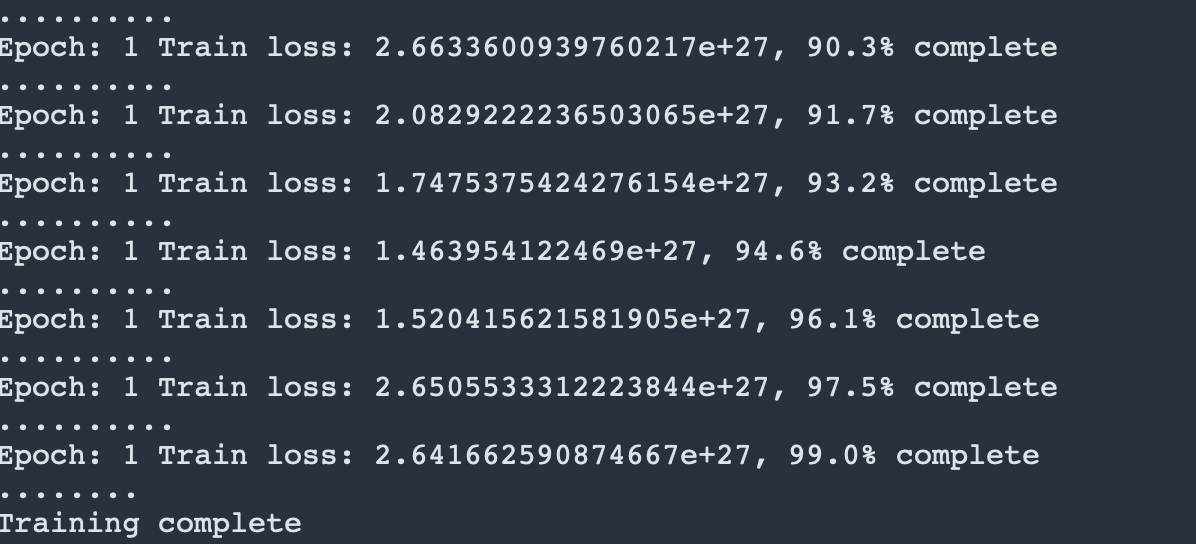 ..........
Epoch: 1 Train loss: 2.6633600939760217e+27, 90.3% complete
..........
Epoch: 1 Train loss: 2.0829222236503065e+27, 91.7% complete
..........
Epoch: 1 Train loss: 1.7475375424276154e+27, 93.2% complete
..........
Epoch: 1 Train loss: 1.463954122469e+27, 94.6% complete
..........
Epoch: 1 Train loss: 1.520415621581905e+27, 96.1% complete
..........
Epoch: 1 Train loss: 2.6505533312223844e+27, 97.5% complete
..........
Epoch: 1 Train loss: 2.641662590874667e+27, 99.0% complete
........
Training complete